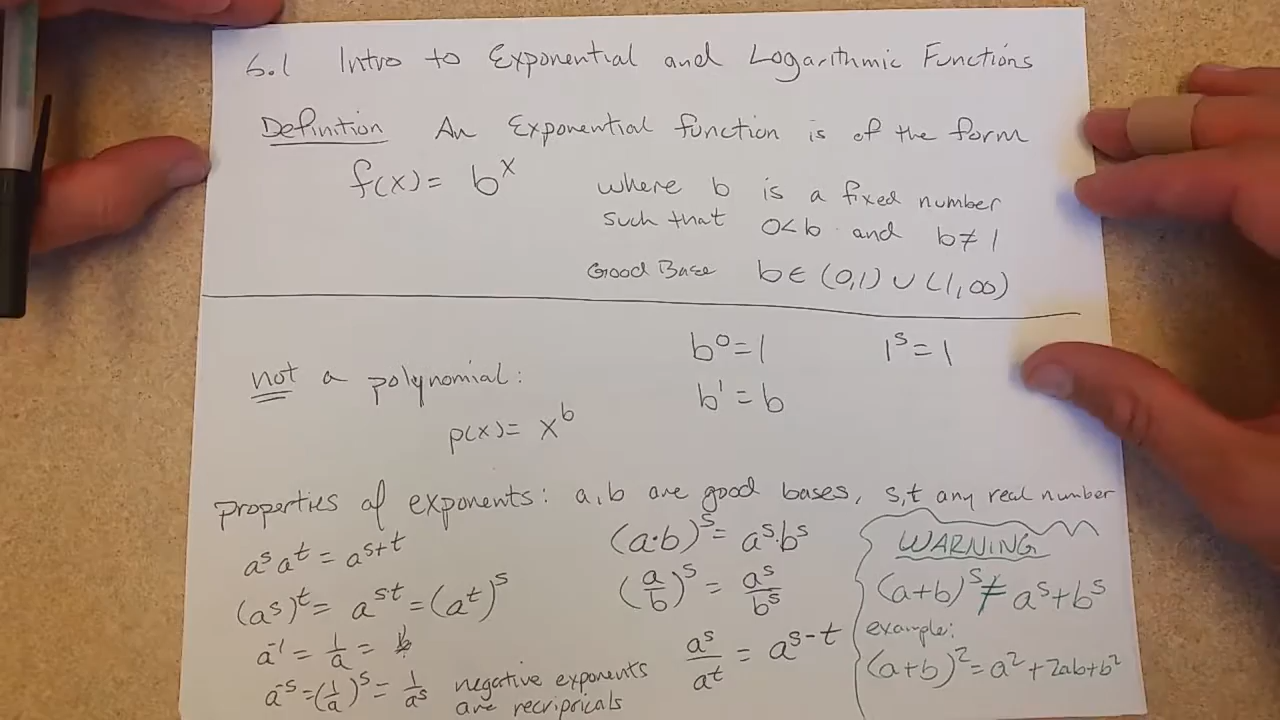 6.1 Intro to Exponential and Logarithmic Functions
Definition An Exponential function is of the form
f(x) = b^x where b is a fixed number
such that 0<b and b≠1
Good Base b∈(0,1)∪(1,∞)
b^0=1 1^s=1
not a polynomial: b^1=b
p(x)= x^b
properties of exponents: a,b are good bases, s,t any real number
a^s a^t = a^{s+t} (a·b)^s = a^s·b^s WARNING
(a^s)^t = a^{st} = (a^t)^s (a/b)^s = a^s/b^s (a+b)^s ≠ a^s+b^s
a^{-1} = 1/a = a^s/a^t = a^{s-t} example:
a^{-s} = (1/a)^s = 1/a^s negative exponents (a+b)^2 = a^2+2ab+b^2
are recripricals